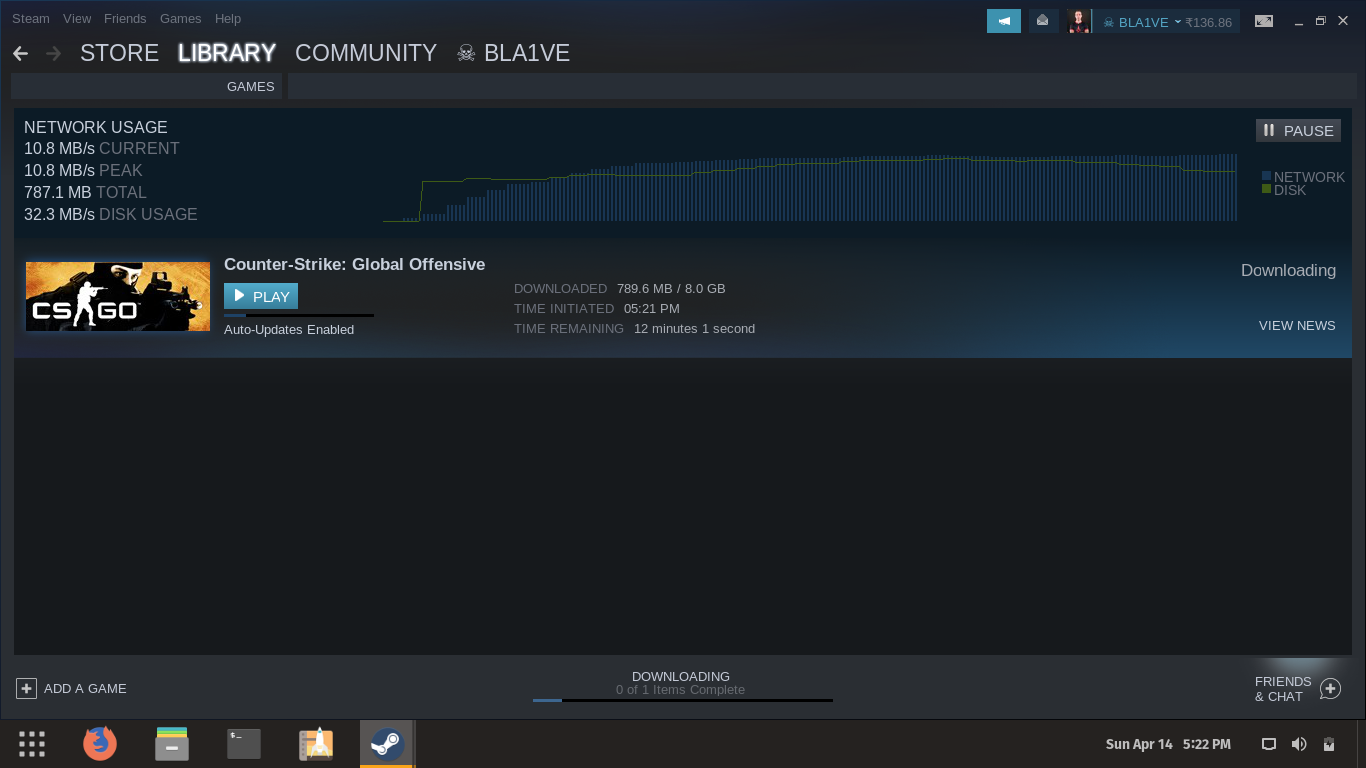 Steam View Friends Games Help
☠ BLA1VE ₹136.86
STORE LIBRARY COMMUNITY ☠ BLA1VE
GAMES
NETWORK USAGE
10.8 MB/s CURRENT
10.8 MB/s PEAK
787.1 MB TOTAL
32.3 MB/s DISK USAGE
PAUSE
NETWORK
DISK
CS GO
Counter-Strike: Global Offensive
PLAY
Auto-Updates Enabled
DOWNLOADED 789.6 MB / 8.0 GB
TIME INITIATED 05:21 PM
TIME REMAINING 12 minutes 1 second
Downloading
VIEW NEWS
ADD A GAME
DOWNLOADING
0 of 1 Items Complete
FRIENDS
& CHAT
Sun Apr 14 5:22 PM